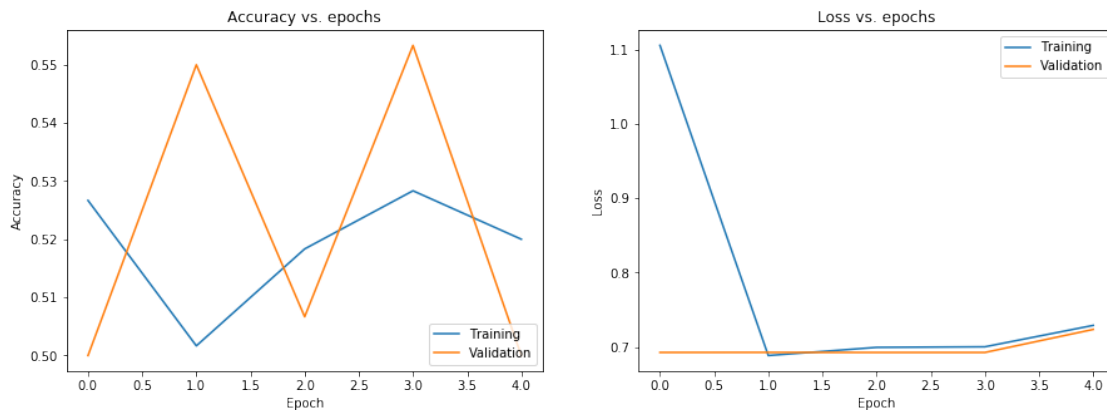 Accuracy vs. epochs
Accuracy
0.55
0.54
0.53
0.52
0.51
0.50
Training
Validation
0.0 0.5 1.0 1.5 2.0 2.5 3.0 3.5 4.0
Epoch
Loss vs. epochs
Loss
1.1
1.0
0.9
0.8
0.7
Training
Validation
0.0 0.5 1.0 1.5 2.0 2.5 3.0 3.5 4.0
Epoch